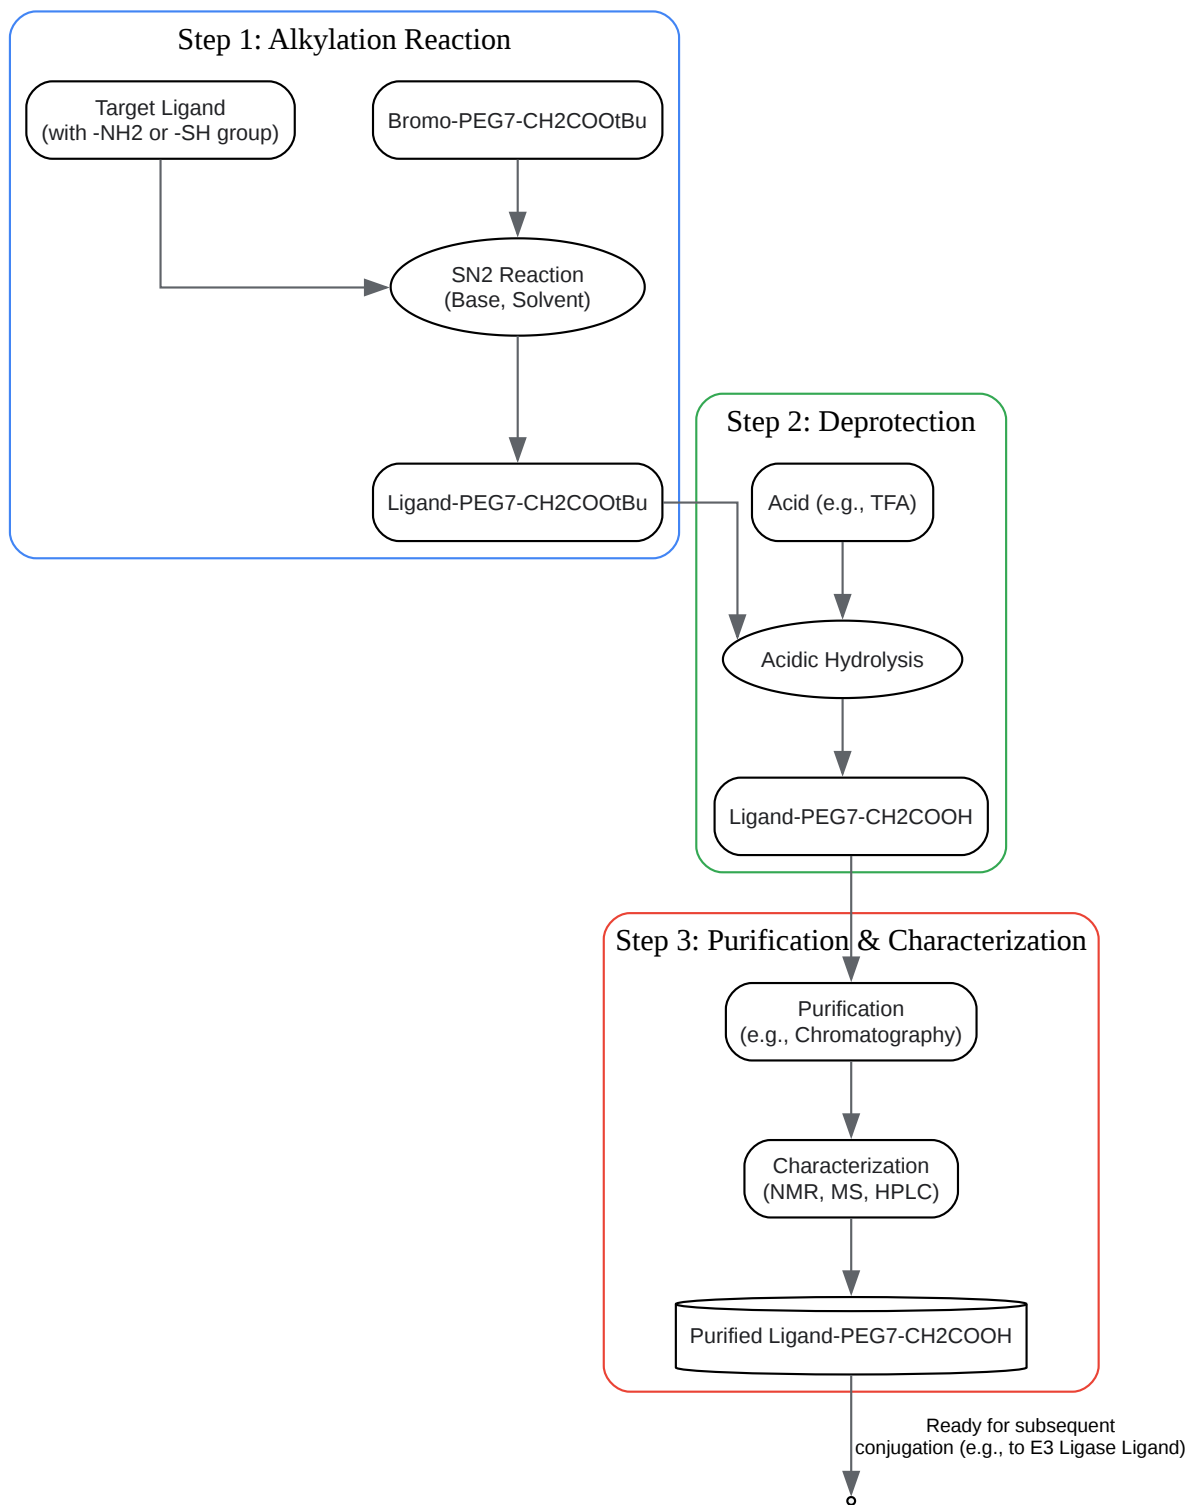 Step 1: Alkylation Reaction
Target Ligand
(with -NH2 or -SH group)
Bromo-PEG7-CH2COOtBu
SN2 Reaction
(Base, Solvent)
Ligand-PEG7-CH2COOtBu
Step 2: Deprotection
Acid (e.g., TFA)
Acidic Hydrolysis
Ligand-PEG7-CH2COOH
Step 3: Purification & Characterization
Purification
(e.g., Chromatography)
Characterization
(NMR, MS, HPLC)
Purified Ligand-PEG7-CH2COOH
Ready for subsequent
conjugation (e.g., to E3 Ligase Ligand)